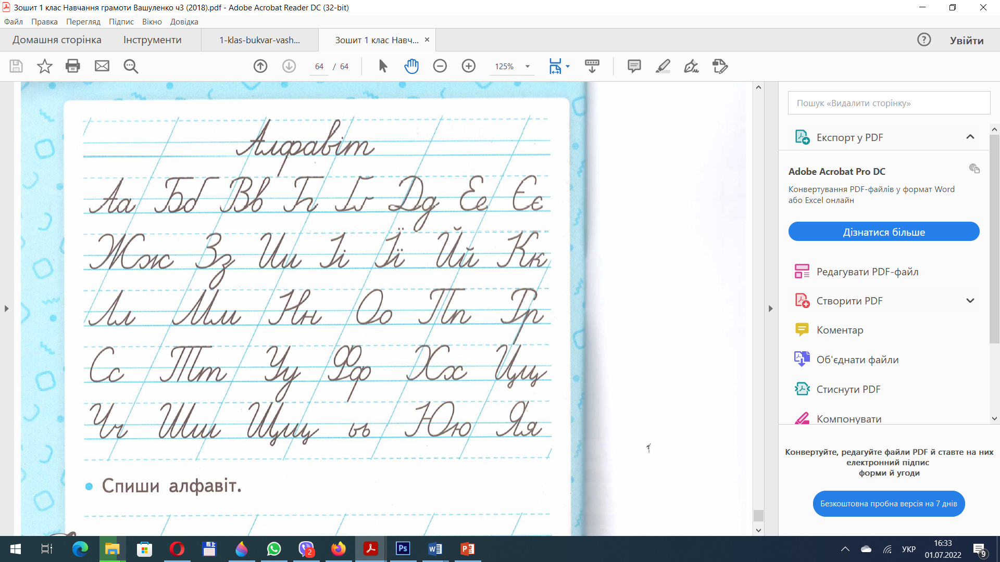 Зошит 1 клас Навчання грамоти Вашуленко ч3 (2018).pdf - Adobe Acrobat Reader DC (32-bit)
Файл Правка Перегляд Підпис Вікно Довідка
Домашня сторінка Інструменти 1-klas-bukvar-vash... Зошит 1 клас Навч... × ? Увійти
64 / 64 125%
Алфавіт
Аа Бб Вв Гг Ґґ Дд Ее Єє
Жж Зз Ии Іі Її Йй Кк
Лл Мм Нн Оо Пп Рр
Сс Тт Уу Фф Хх Цц
Чч Шш Щщ ьь Юю Яя
• Спиши алфавіт.
Пошук «Видалити сторінку»
Експорт у PDF
Adobe Acrobat Pro DC
Конвертування PDF-файлів у формат Word
або Excel онлайн
Дізнатися більше
Редагувати PDF-файл
Створити PDF
Коментар
Об'єднати файли
Стиснути PDF
Компонувати
Конвертуйте, редагуйте файли PDF й ставте на них
електронний підпис
форми й угоди
Безкоштовна пробна версія на 7 днів
2 Ps W P УКР 16:33
01.07.2022 9